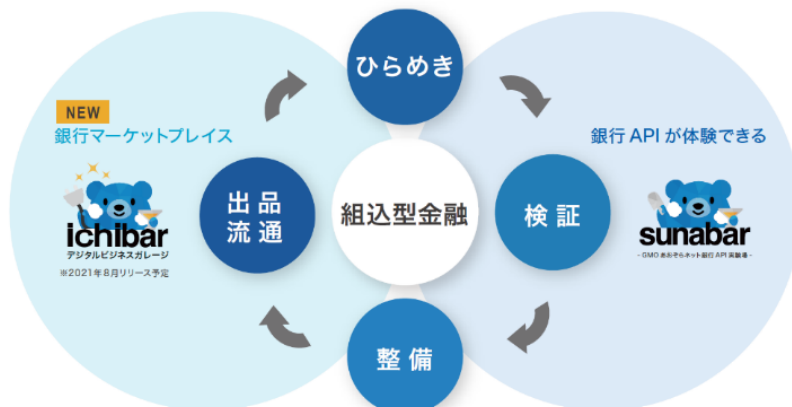 ひらめき
NEW
銀行マーケットプレイス
ichibar
デジタルビジネスガレージ
※2021年8月リリース予定
出品
流通
組込型金融
検証
銀行 API が体験できる
sunabar
- GMO あおぞらネット銀行 API 実験場 -
整備